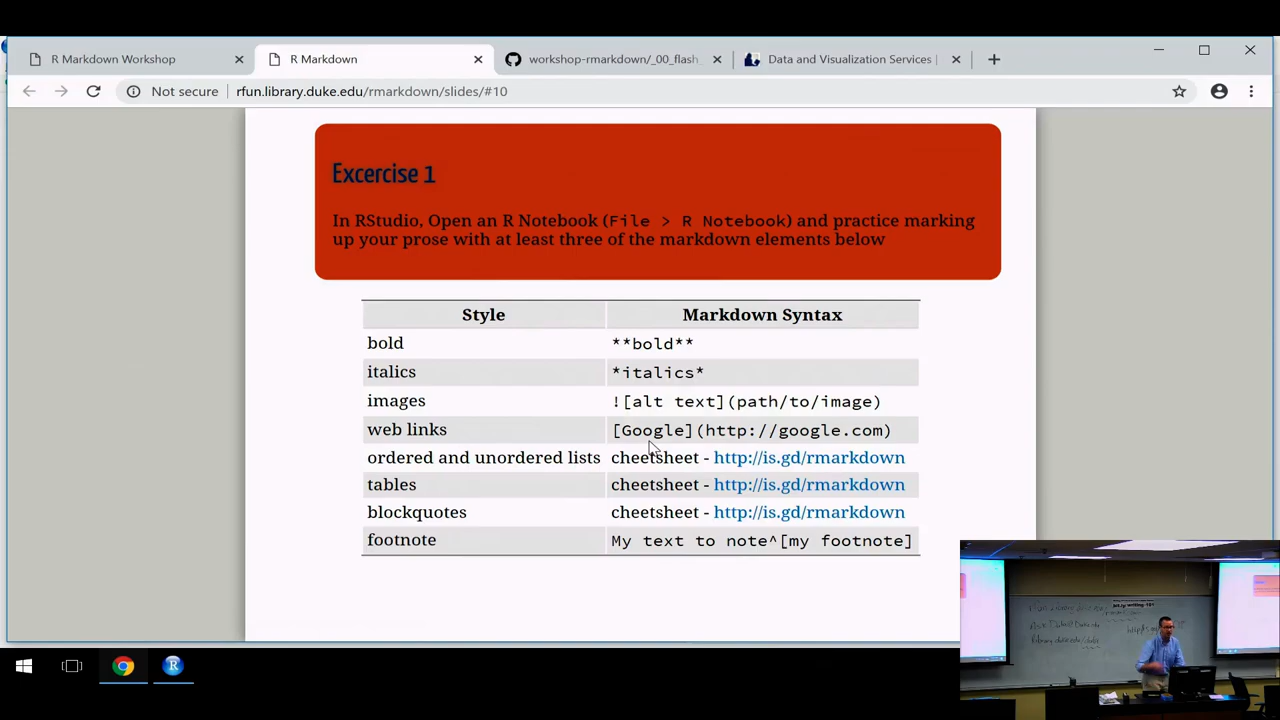 R Markdown Workshop
R Markdown
workshop-rmarkdown/_00_flash_
Data and Visualization Services |
Not secure
rfun.library.duke.edu/rmarkdown/slides/#10
Excercise 1
In RStudio, Open an R Notebook (File > R Notebook) and practice marking
up your prose with at least three of the markdown elements below
Style Markdown Syntax
bold **bold**
italics *italics*
images ![alt text](path/to/image)
web links [Google](http://google.com)
ordered and unordered lists cheetsheet - http://is.gd/rmarkdown
tables cheetsheet - http://is.gd/rmarkdown
blockquotes cheetsheet - http://is.gd/rmarkdown
footnote My text to note^[my footnote]